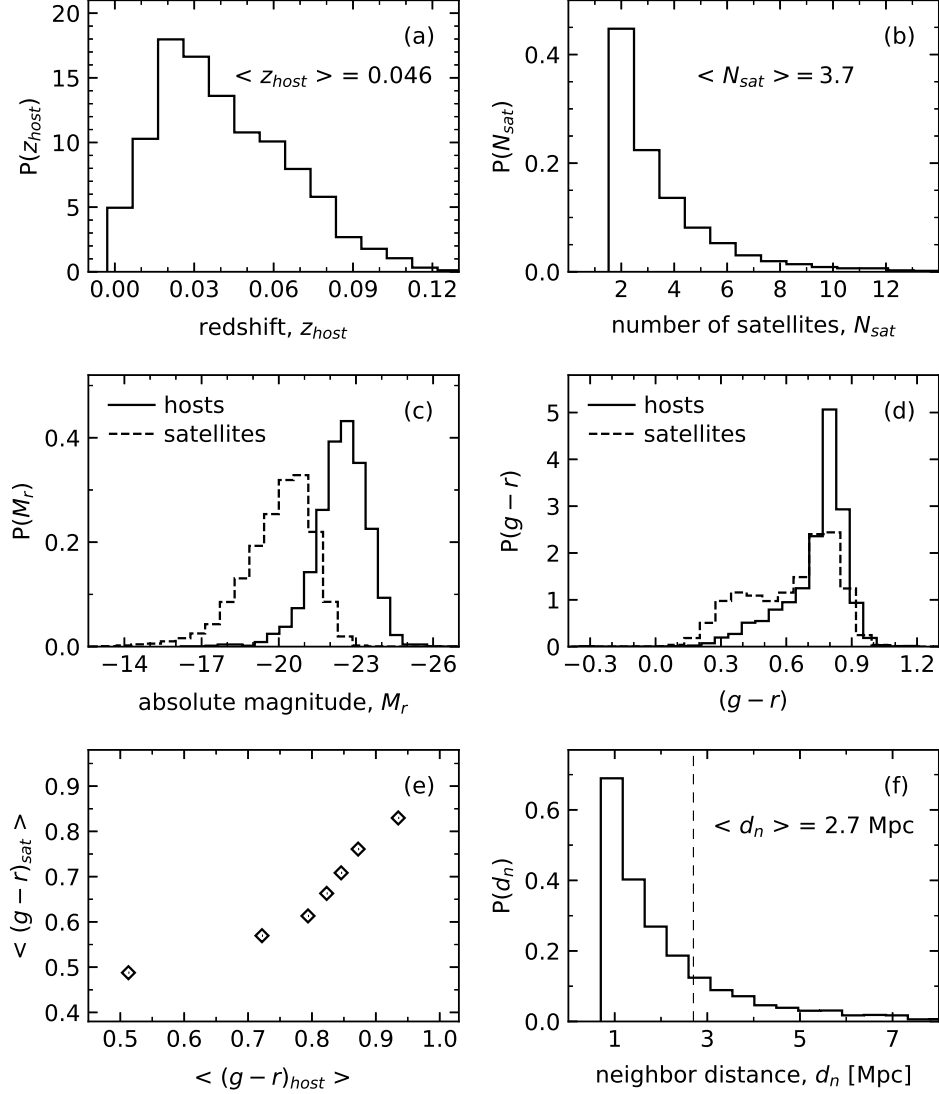 (a)
< z_host > = 0.046
P(z_host)
20
15
10
5
0
0.00 0.03 0.06 0.09 0.12
redshift, z_host
(b)
< N_sat > = 3.7
P(N_sat)
0.4
0.2
0.0
2 4 6 8 10 12
number of satellites, N_sat
(c)
hosts
satellites
P(M_r)
0.4
0.2
0.0
−14 −17 −20 −23 −26
absolute magnitude, M_r
(d)
hosts
satellites
P(g − r)
5
4
3
2
1
0
−0.3 0.0 0.3 0.6 0.9 1.2
(g − r)
(e)
< (g − r)_sat >
0.9
0.8
0.7
0.6
0.5
0.4
0.5 0.6 0.7 0.8 0.9 1.0
< (g − r)_host >
(f)
< d_n > = 2.7 Mpc
P(d_n)
0.6
0.4
0.2
0.0
1 3 5 7
neighbor distance, d_n [Mpc]